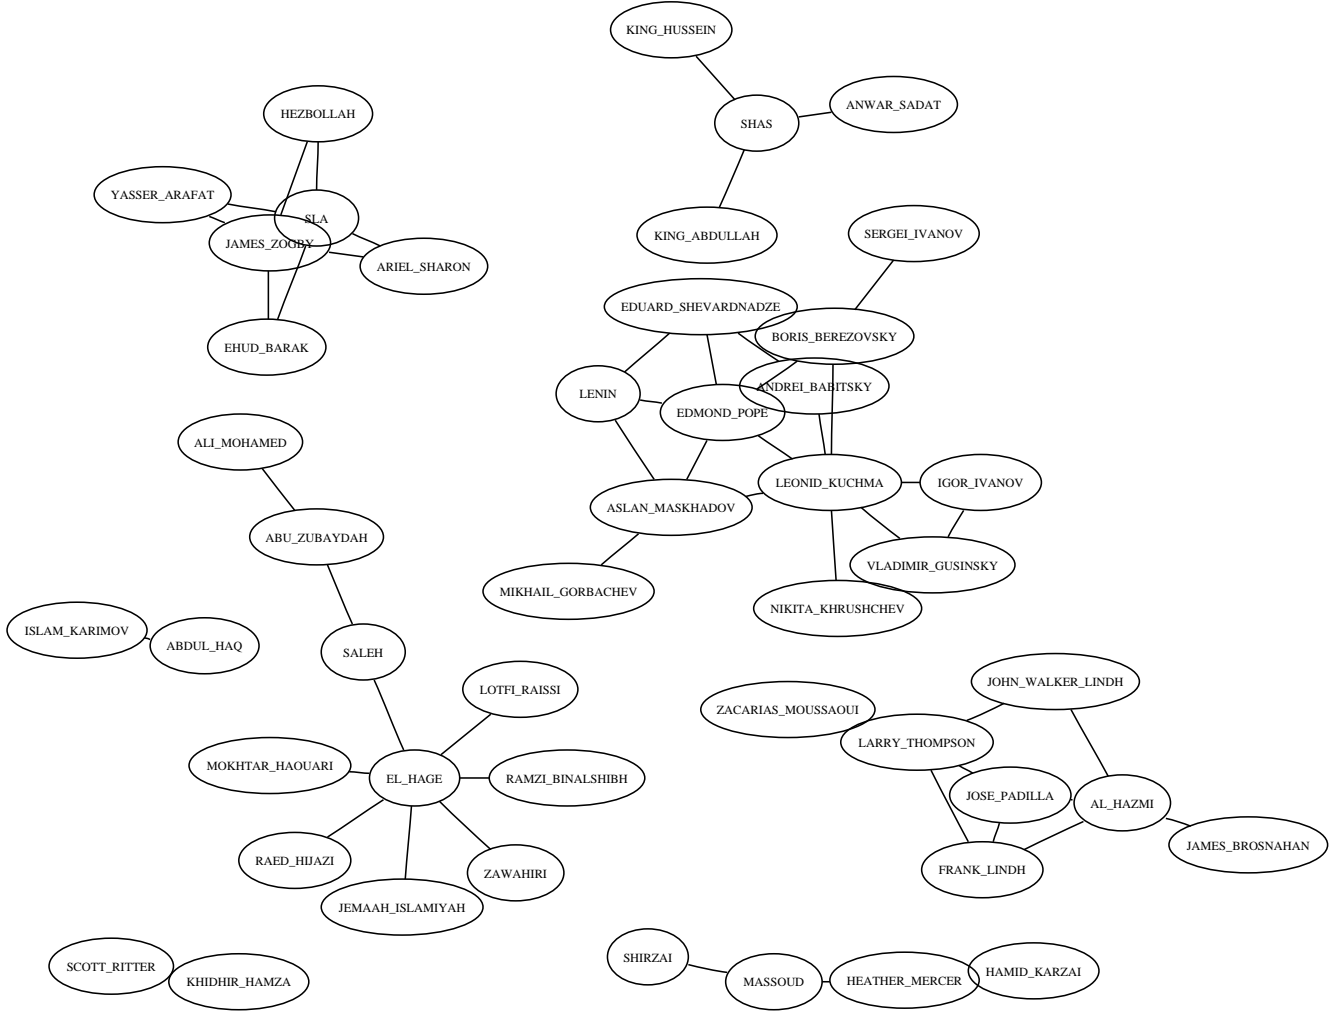 KING_HUSSEIN
ANWAR_SADAT
HEZBOLLAH
SHAS
YASSER_ARAFAT
SLA
KING_ABDULLAH
SERGEI_IVANOV
JAMES_ZOGBY
ARIEL_SHARON
EDUARD_SHEVARDNADZE
BORIS_BEREZOVSKY
EHUD_BARAK
ANDREI_BABITSKY
LENIN
EDMOND_POPE
ALI_MOHAMED
LEONID_KUCHMA
IGOR_IVANOV
ASLAN_MASKHADOV
ABU_ZUBAYDAH
VLADIMIR_GUSINSKY
MIKHAIL_GORBACHEV
NIKITA_KHRUSHCHEV
ISLAM_KARIMOV
ABDUL_HAQ
SALEH
JOHN_WALKER_LINDH
LOTFI_RAISSI
ZACARIAS_MOUSSAOUI
LARRY_THOMPSON
MOKHTAR_HAOUARI
EL_HAGE
RAMZI_BINALSHIBH
JOSE_PADILLA
AL_HAZMI
JAMES_BROSNAHAN
RAED_HIJAZI
FRANK_LINDH
ZAWAHIRI
JEMAAH_ISLAMIYAH
SHIRZAI
SCOTT_RITTER
HAMID_KARZAI
KHIDHIR_HAMZA
MASSOUD
HEATHER_MERCER